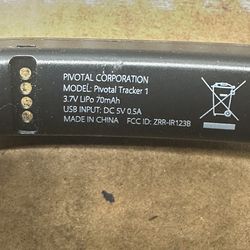 PIVOTAL CORPORATION
MODEL: Pivotal Tracker 1
3.7V LiPo 70mAh
USB INPUT: DC 5V 0.5A
MADE IN CHINA FCC ID: ZRR-IR123B